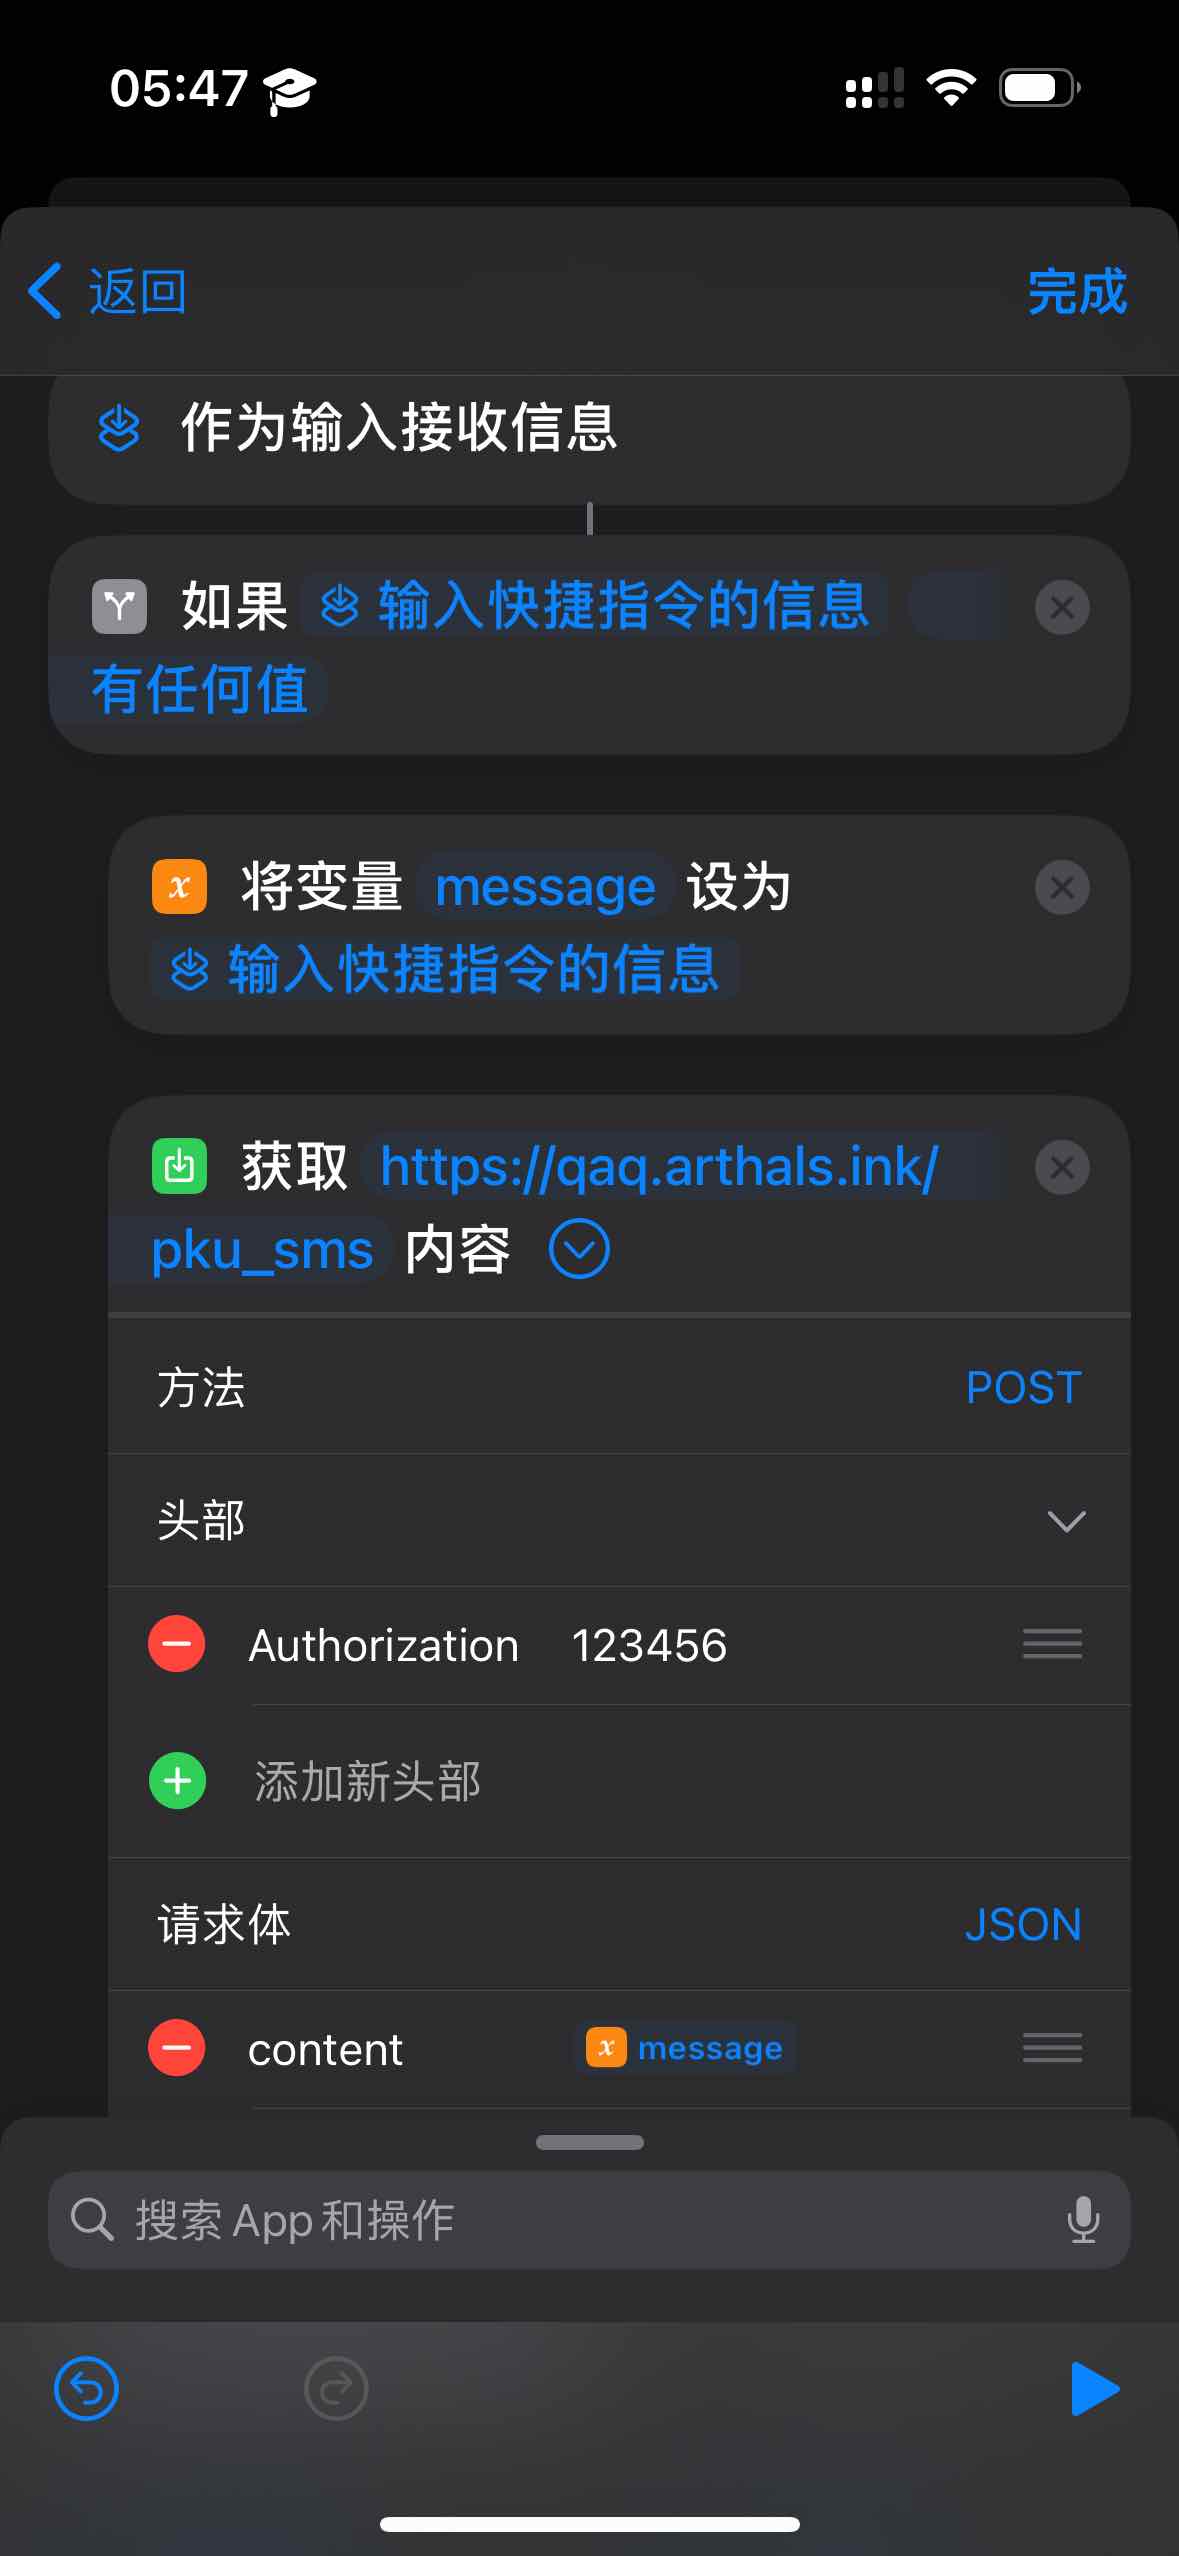 05:47
返回
完成
作为输入接收信息
如果 输入快捷指令的信息
有任何值
将变量 message 设为
输入快捷指令的信息
获取 https://qaq.arthals.ink/
pku_sms 内容
方法 POST
头部
Authorization 123456
添加新头部
请求体 JSON
content message
搜索 App 和操作